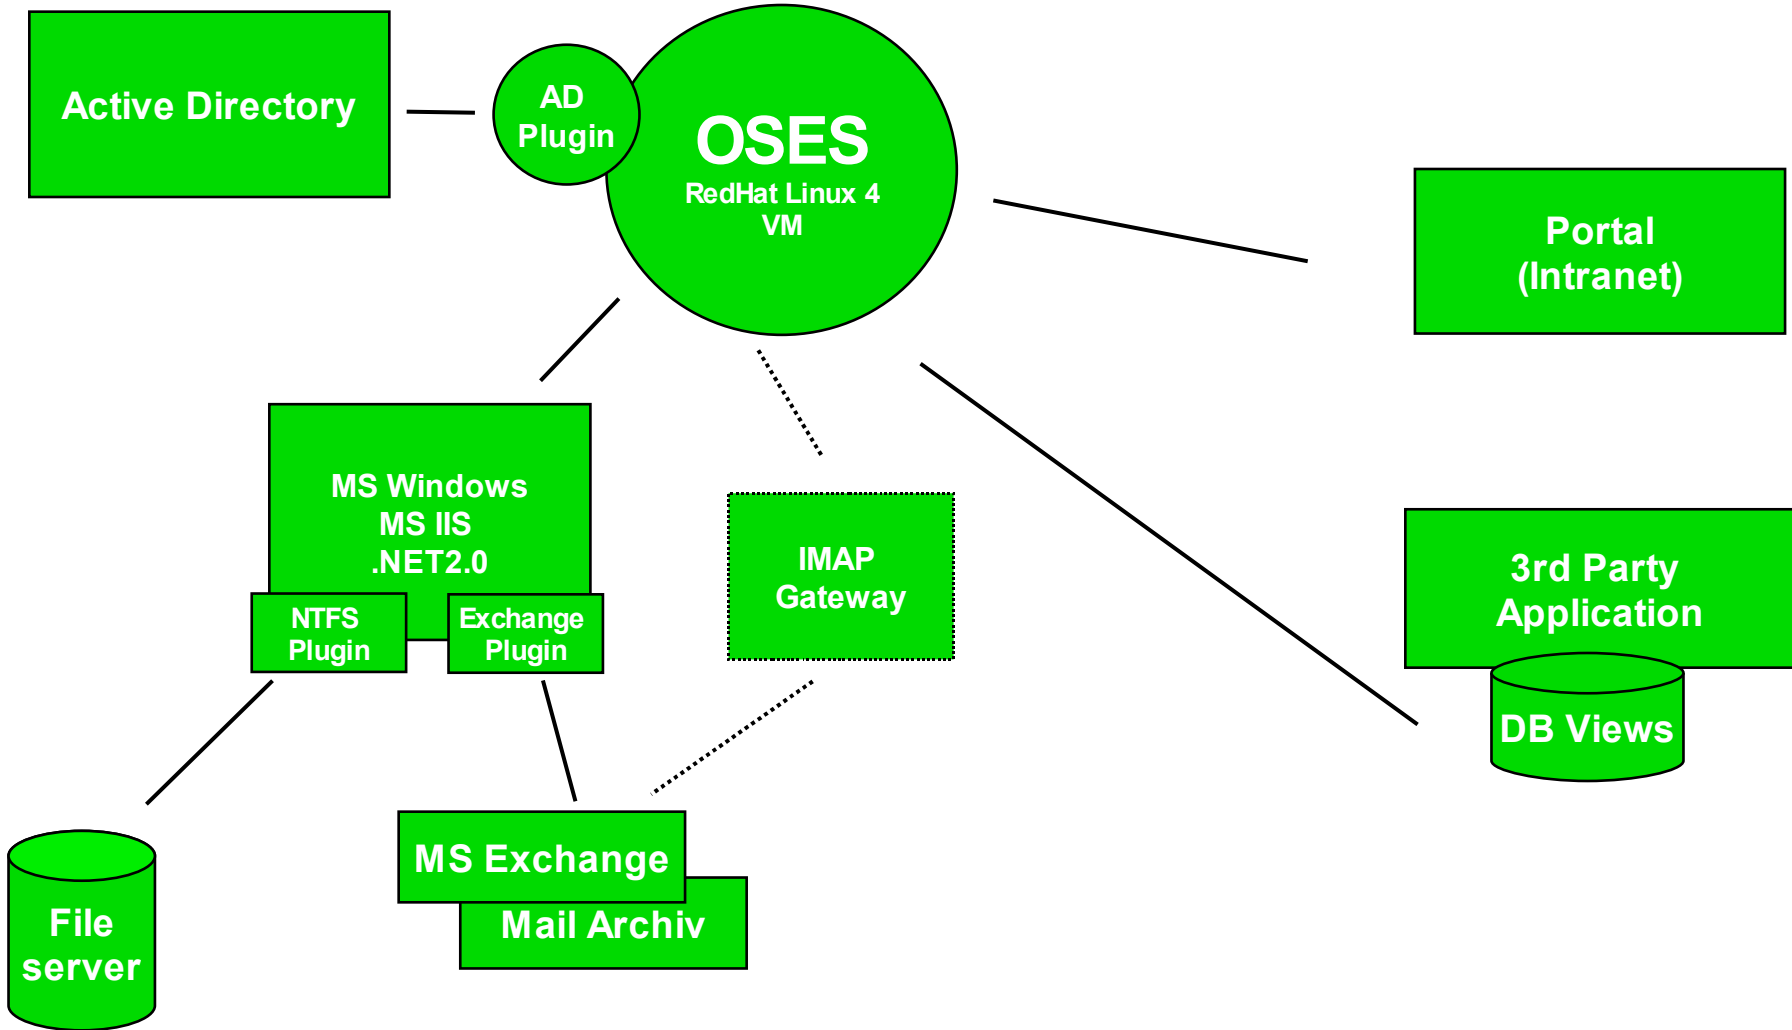 Active Directory
AD
Plugin
OSES
RedHat Linux 4
VM
Portal
(Intranet)
MS Windows
MS IIS
.NET2.0
NTFS
Plugin
Exchange
Plugin
IMAP
Gateway
3rd Party
Application
DB Views
MS Exchange
Mail Archiv
File
server